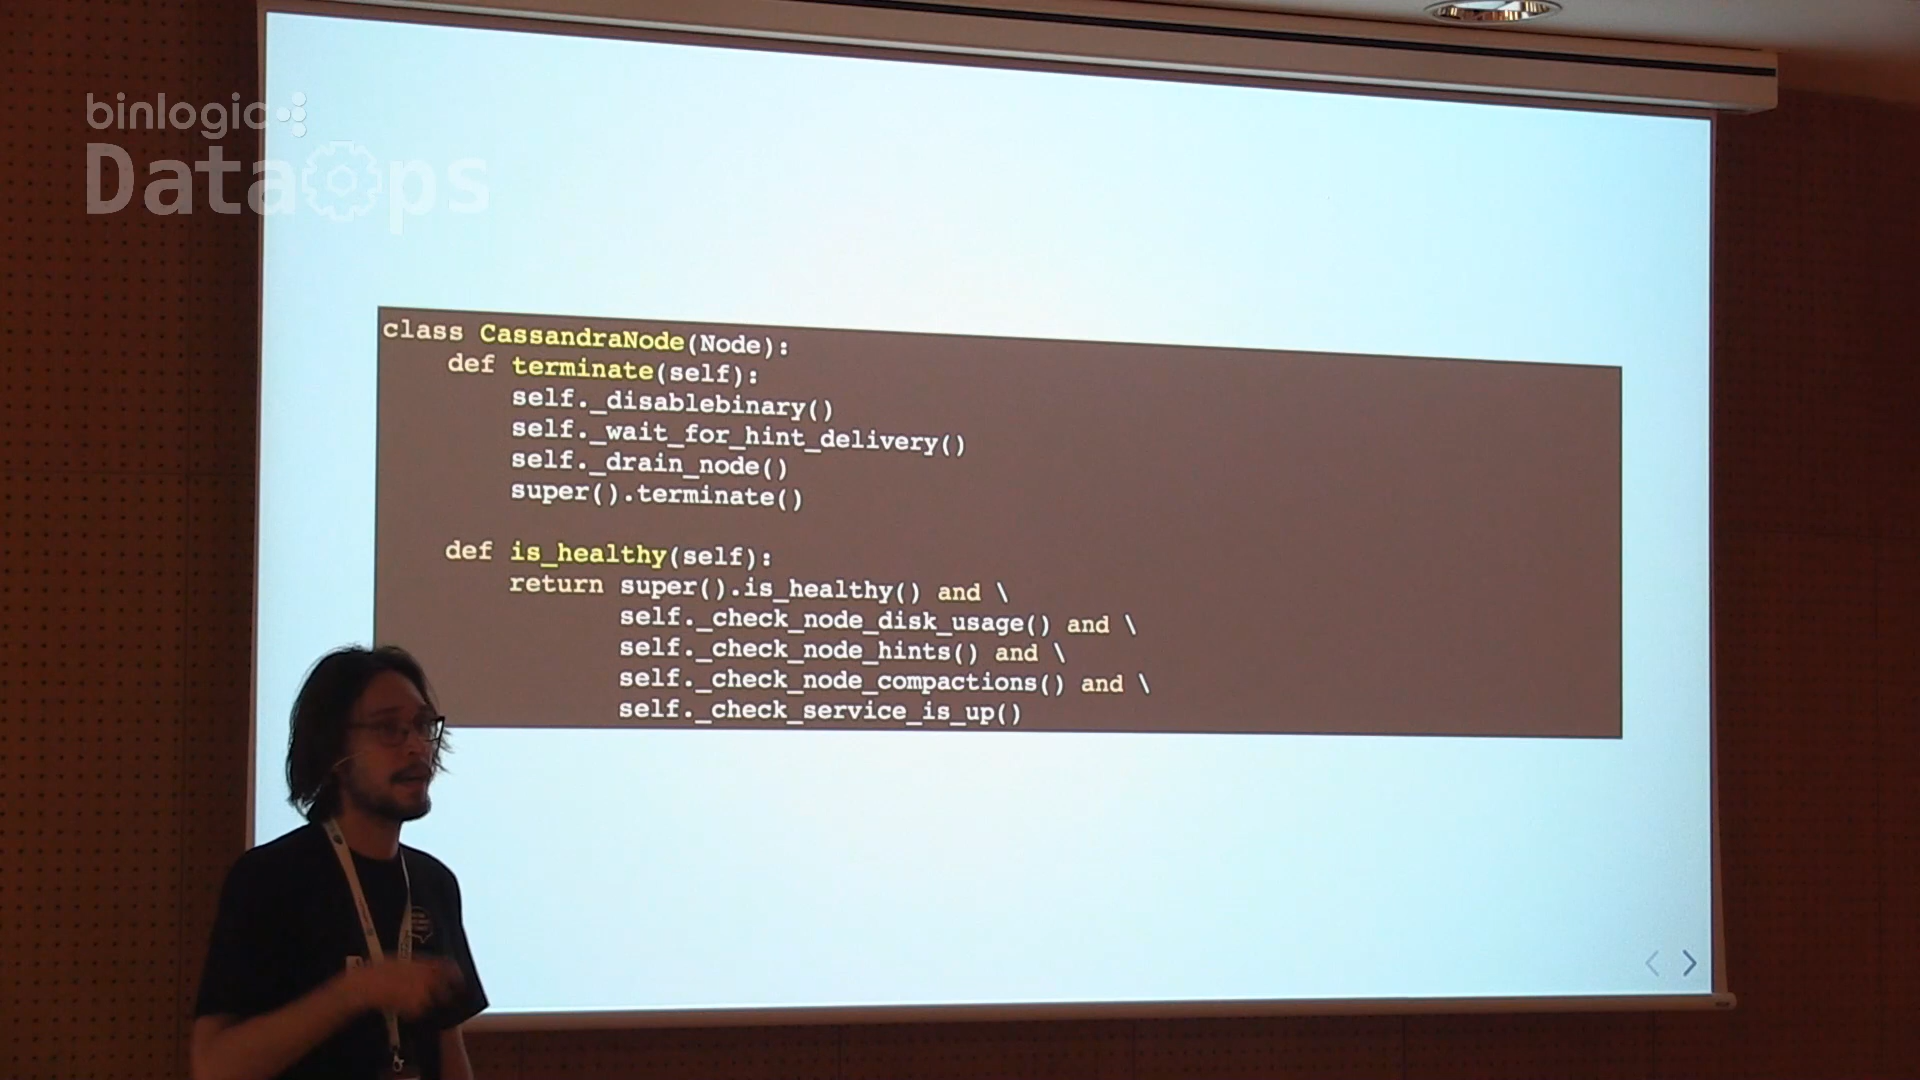 binlogic
DataOps
class CassandraNode(Node):
    def terminate(self):
        self._disablebinary()
        self._wait_for_hint_delivery()
        self._drain_node()
        super().terminate()
    def is_healthy(self):
        return super().is_healthy() and \
               self._check_node_disk_usage() and \
               self._check_node_hints() and \
               self._check_node_compactions() and \
               self._check_service_is_up()